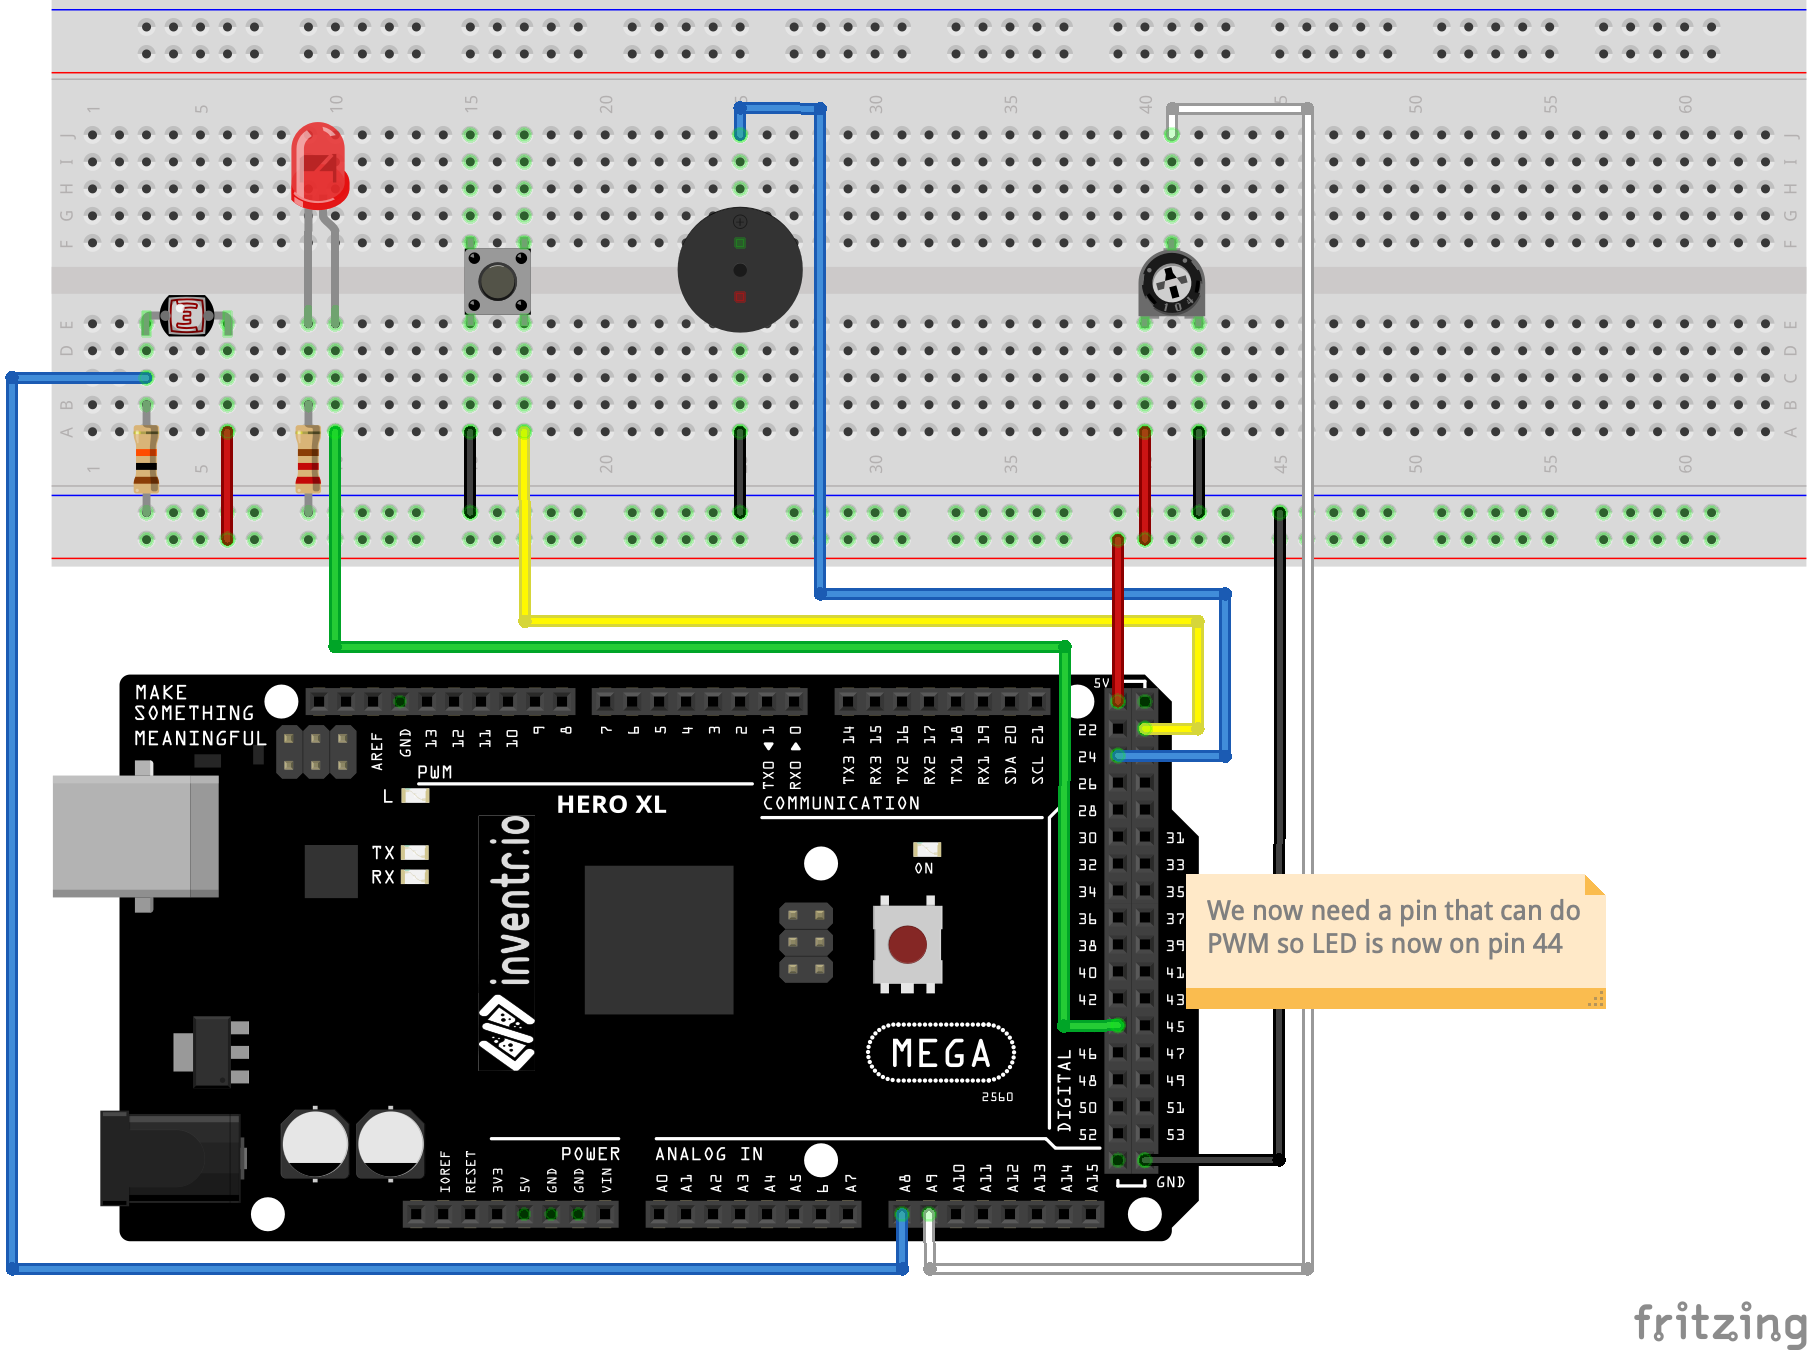 1 5 10 15 20 25 30 35 40 45 50 55 60
J J
I I
H H
G G
F F
E E
D D
C C
B B
A A
1 5 10 15 20 30 35 40 45 50 55 60
104
MAKE
SOMETHING
MEANINGFUL
AREF GND 13 12 11 10 9 8
7 6 5 4 3 2 TX0 1 RX0 0
TX3 14 RX3 15 TX2 16 RX2 17 TX1 18 RX1 19 SDA 20 SCL 21
5V
PWM
L
HERO XL
COMMUNICATION
TX
RX
ON
inventr.io
MEGA
2560
DIGITAL
22
24
26
28
30 31
32 33
34 35
36 37
38 39
40 41
42 43
45
46 47
48 49
50 51
52 53
GND
We now need a pin that can do
PWM so LED is now on pin 44
POWER
ANALOG IN
IOREF RESET 3V3 5V GND GND VIN
A0 A1 A2 A3 A4 A5 6 A7
A8 A9 A10 A11 A12 A13 A14 A15
fritzing